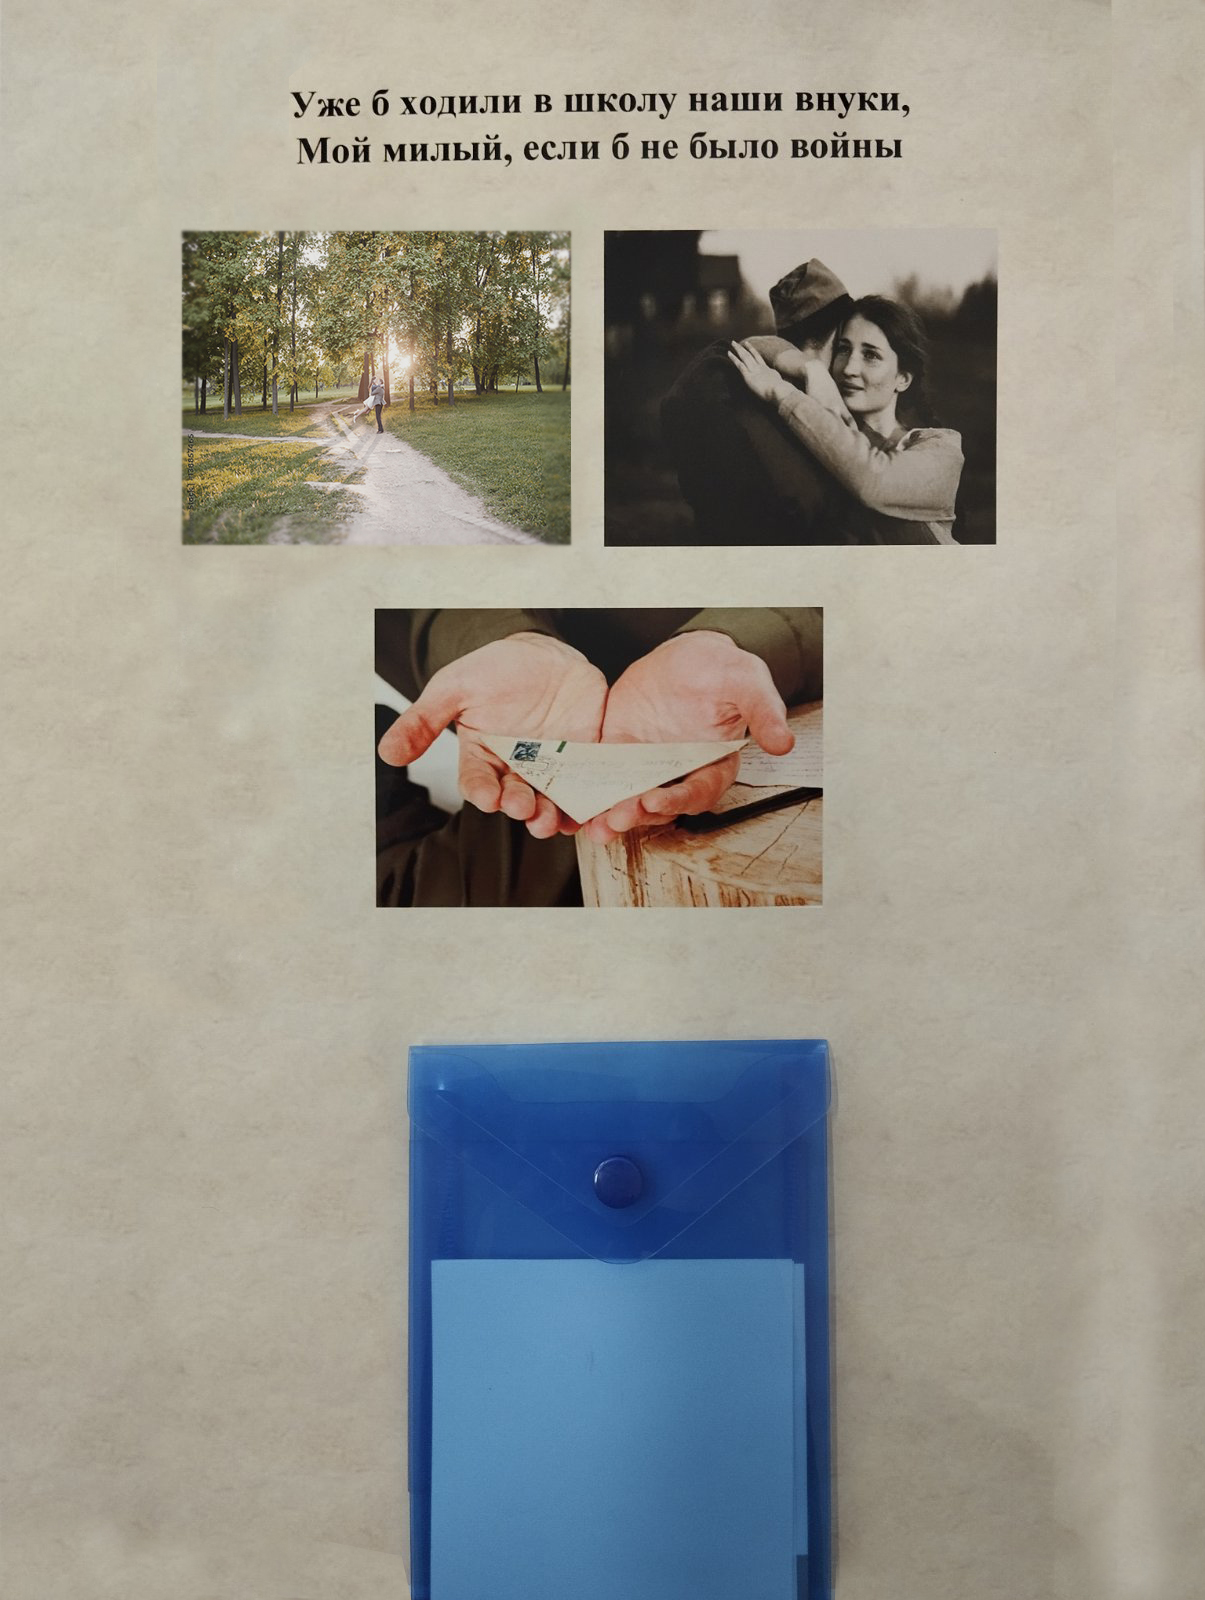 Уже б ходили в школу наши внуки,
Мой милый, если б не было войны